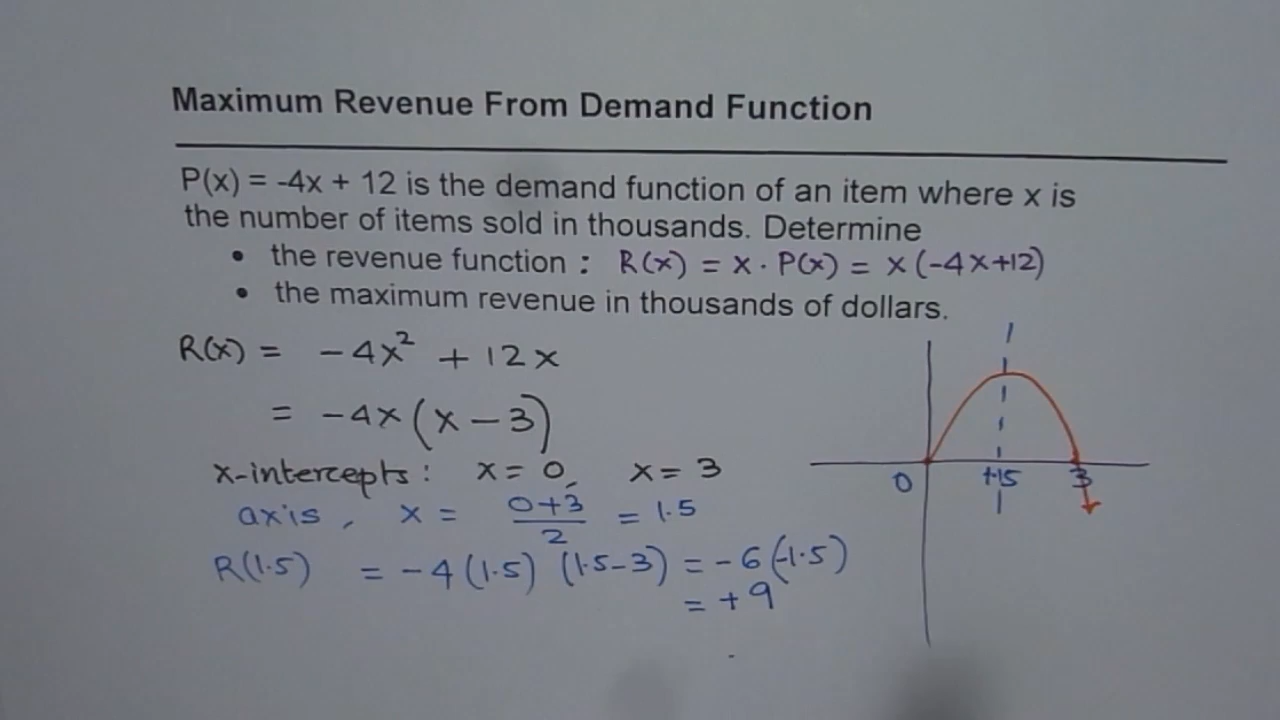 Maximum Revenue From Demand Function
P(x) = -4x + 12 is the demand function of an item where x is
the number of items sold in thousands. Determine
• the revenue function : R(x) = x · P(x) = x(-4x+12)
• the maximum revenue in thousands of dollars.
R(x) = -4x² + 12x
= -4x(x-3)
x-intercepts: x = 0, x = 3
axis, x = (0+3)/2 = 1.5
R(1.5) = -4(1.5) (1.5-3) = -6(-1.5)
= +9
0 1.5 3